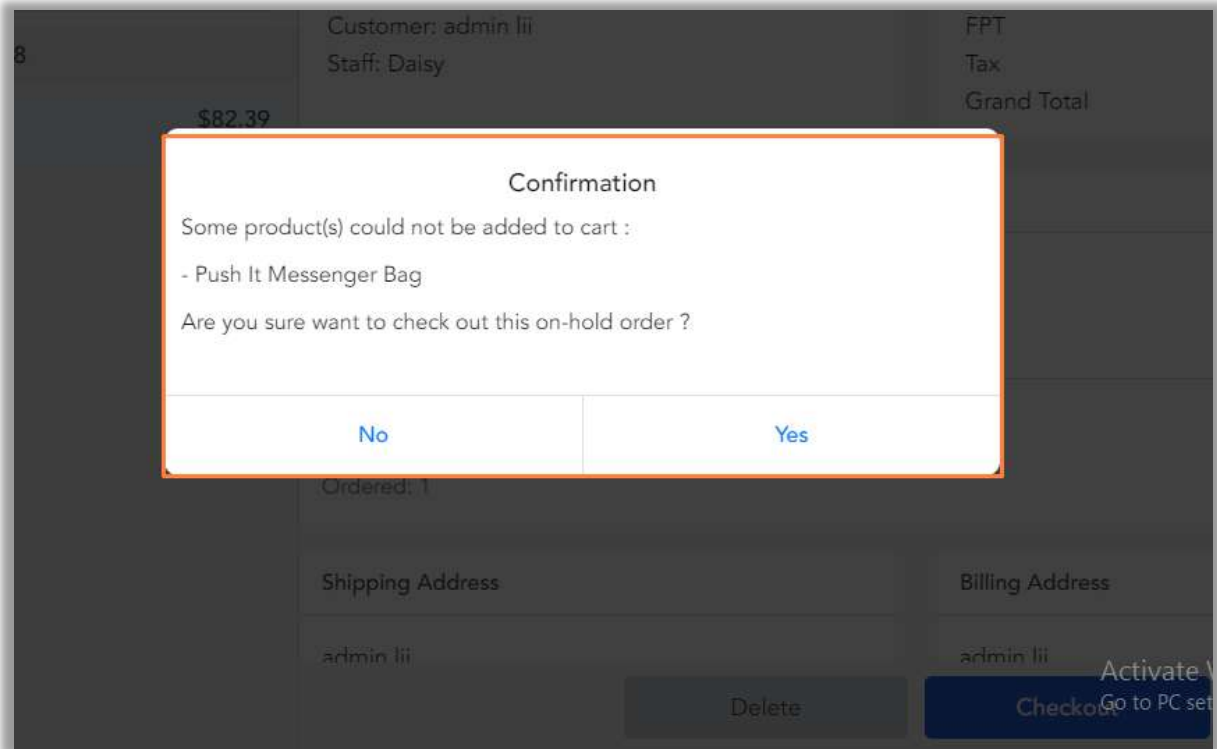 Customer: admin lii
FPT
8
Staff: Daisy
Tax
Grand Total
$82.39
Confirmation
Some product(s) could not be added to cart :
- Push It Messenger Bag
Are you sure want to check out this on-hold order ?
No
Yes
Ordered: 1
Shipping Address
Billing Address
admin lii
admin lii
Activate
Delete
Checkout
Go to PC set